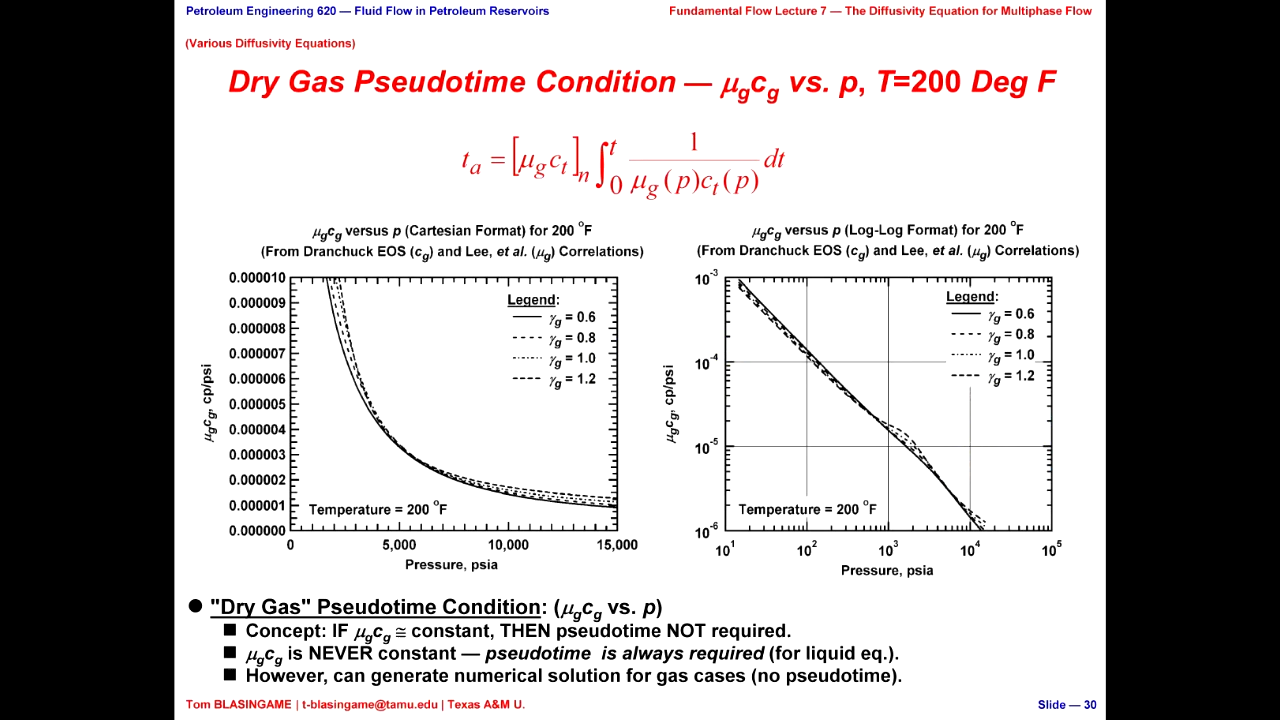 Petroleum Engineering 620 — Fluid Flow in Petroleum Reservoirs
Fundamental Flow Lecture 7 — The Diffusivity Equation for Multiphase Flow
(Various Diffusivity Equations)
Dry Gas Pseudotime Condition — μgcg vs. p, T=200 Deg F
ta = [μgct]n ∫0t 1/(μg(p)ct(p)) dt
μgcg versus p (Cartesian Format) for 200 °F
(From Dranchuck EOS (cg) and Lee, et al. (μg) Correlations)
0.000010
0.000009
0.000008
0.000007
0.000006
0.000005
0.000004
0.000003
0.000002
0.000001
0.000000
μgcg, cp/psi
Legend:
γg = 0.6
γg = 0.8
γg = 1.0
γg = 1.2
Temperature = 200 °F
0 5,000 10,000 15,000
Pressure, psia
μgcg versus p (Log-Log Format) for 200 °F
(From Dranchuck EOS (cg) and Lee, et al. (μg) Correlations)
10-3
10-4
10-5
10-6
μgcg, cp/psi
Legend:
γg = 0.6
γg = 0.8
γg = 1.0
γg = 1.2
Temperature = 200 °F
101 102 103 104 105
Pressure, psia
● "Dry Gas" Pseudotime Condition: (μgcg vs. p)
■ Concept: IF μgcg ≅ constant, THEN pseudotime NOT required.
■ μgcg is NEVER constant — pseudotime is always required (for liquid eq.).
■ However, can generate numerical solution for gas cases (no pseudotime).
Tom BLASINGAME | t-blasingame@tamu.edu | Texas A&M U.
Slide — 30